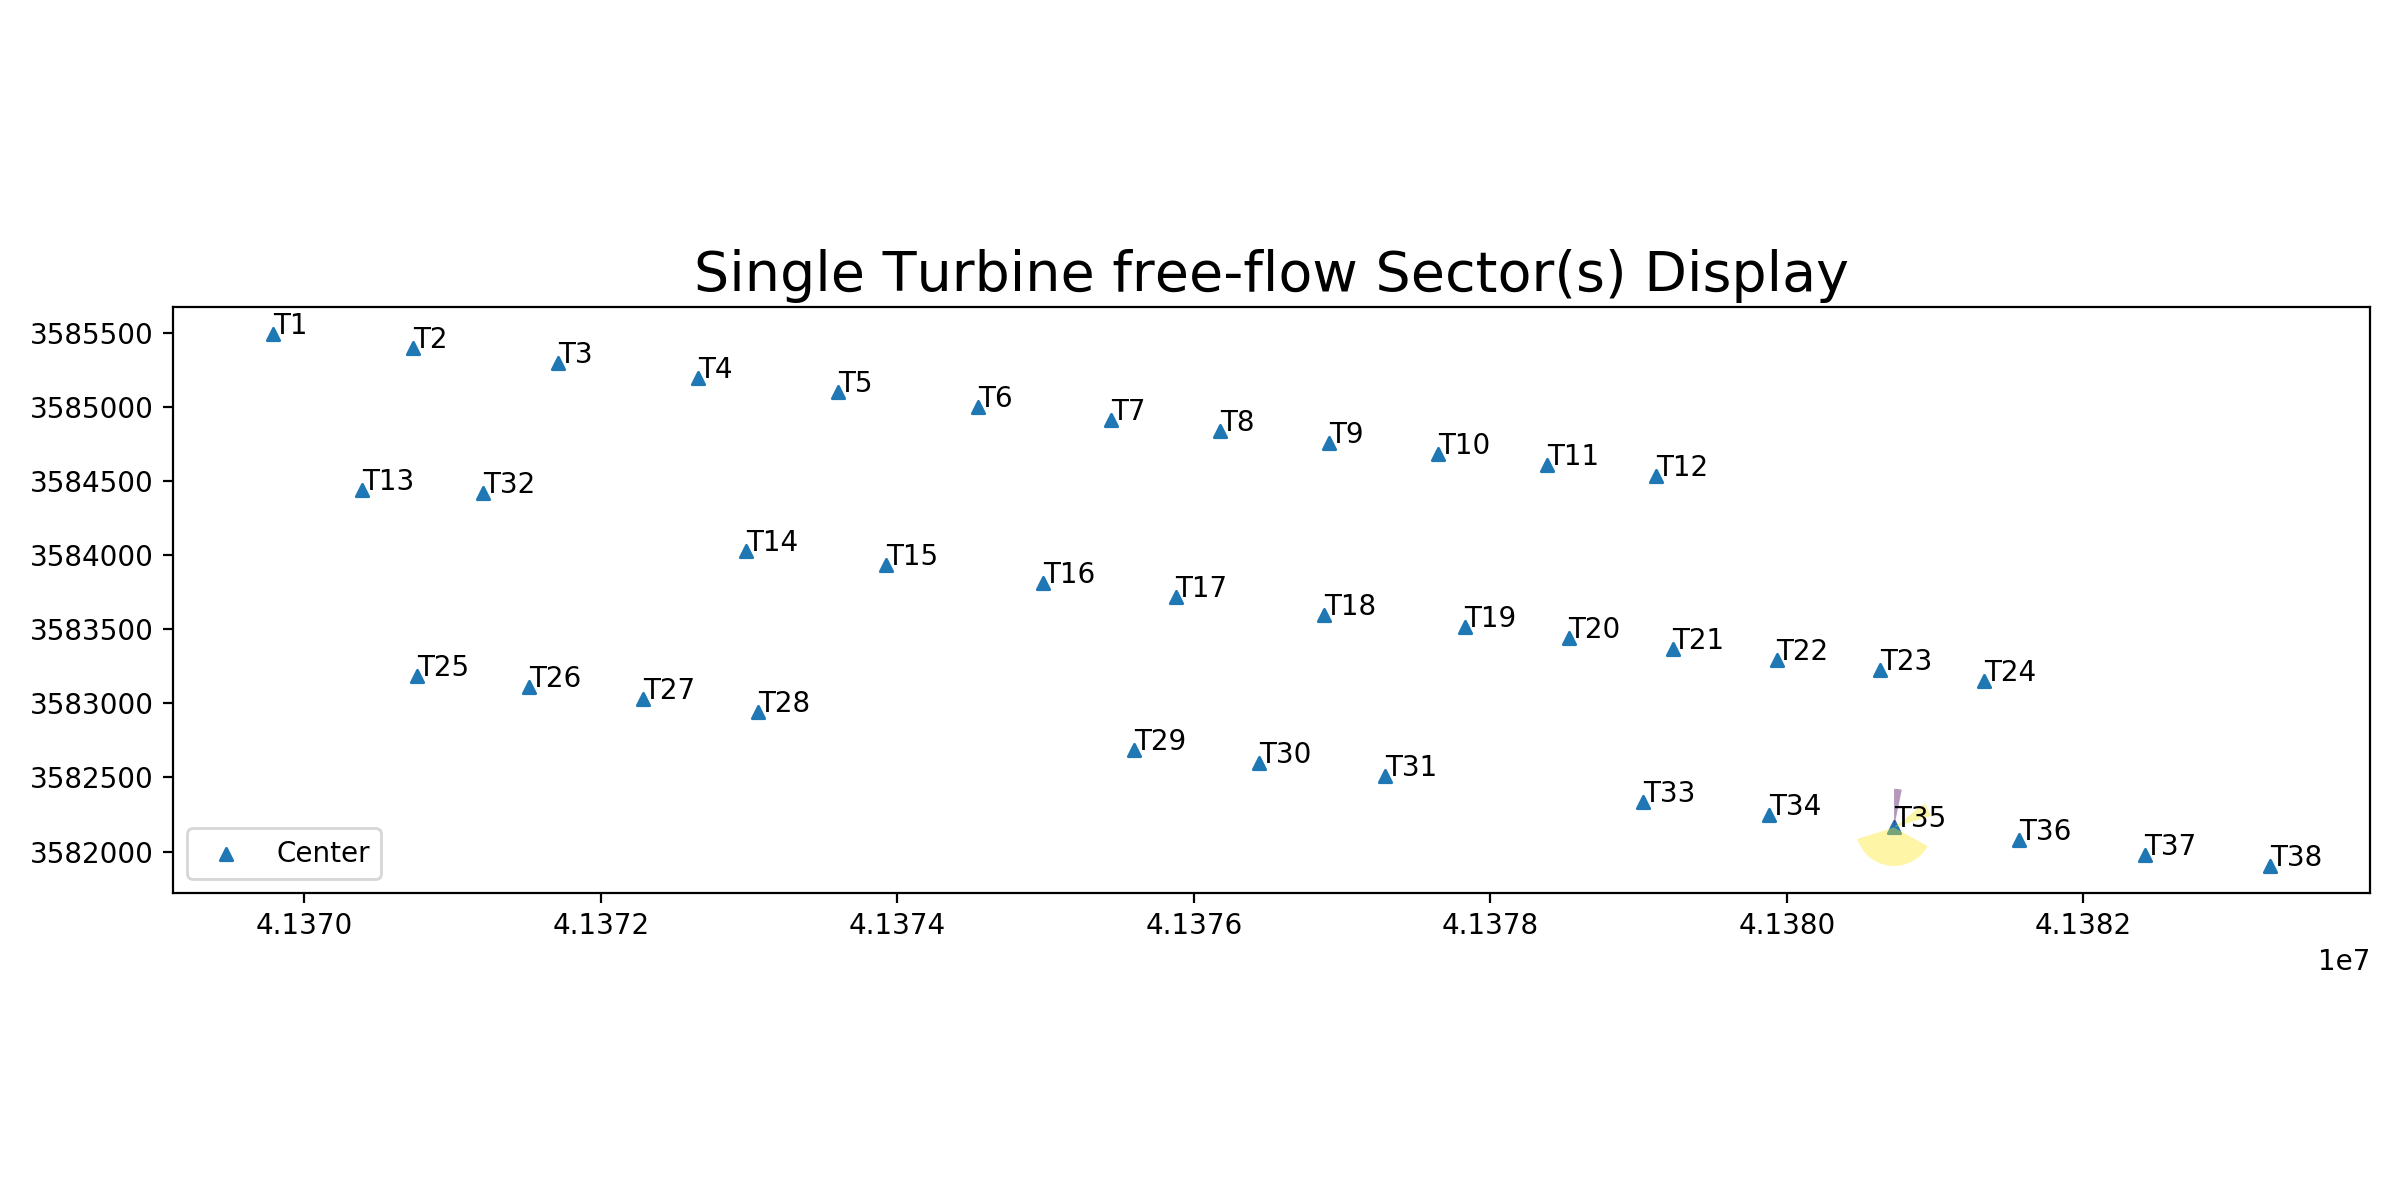 Single Turbine free-flow Sector(s) Display
3585500
3585000
3584500
3584000
3583500
3583000
3582500
3582000
T1
T2
T3
T4
T5
T6
T7
T8
T9
T10
T11
T12
T13
T32
T14
T15
T16
T17
T18
T19
T20
T21
T22
T23
T24
T25
T26
T27
T28
T29
T30
T31
T33
T34
T35
T36
T37
T38
Center
4.1370 4.1372 4.1374 4.1376 4.1378 4.1380 4.1382
1e7